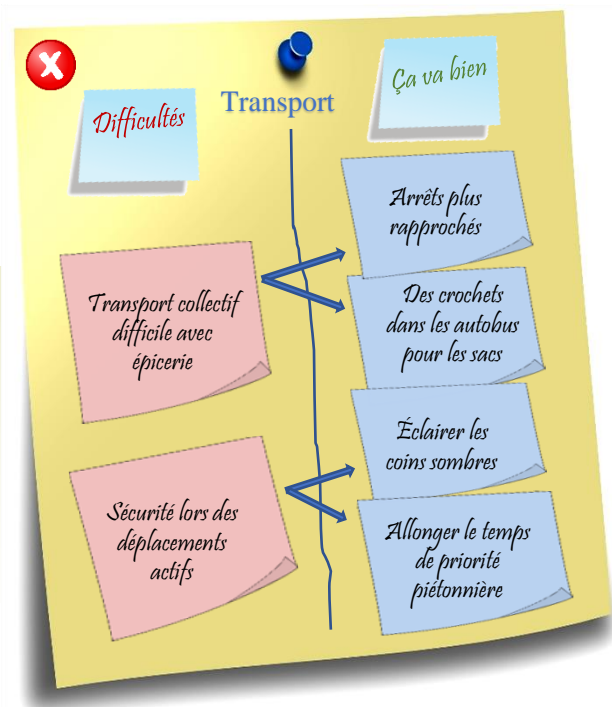 Transport
Difficultés
Ça va bien
Transport collectif
difficile avec
épicerie
Arrêts plus
rapprochés
Des crochets
dans les autobus
pour les sacs
Sécurité lors des
déplacements
actifs
Éclairer les
coins sombres
Allonger le temps
de priorité
piétonnière